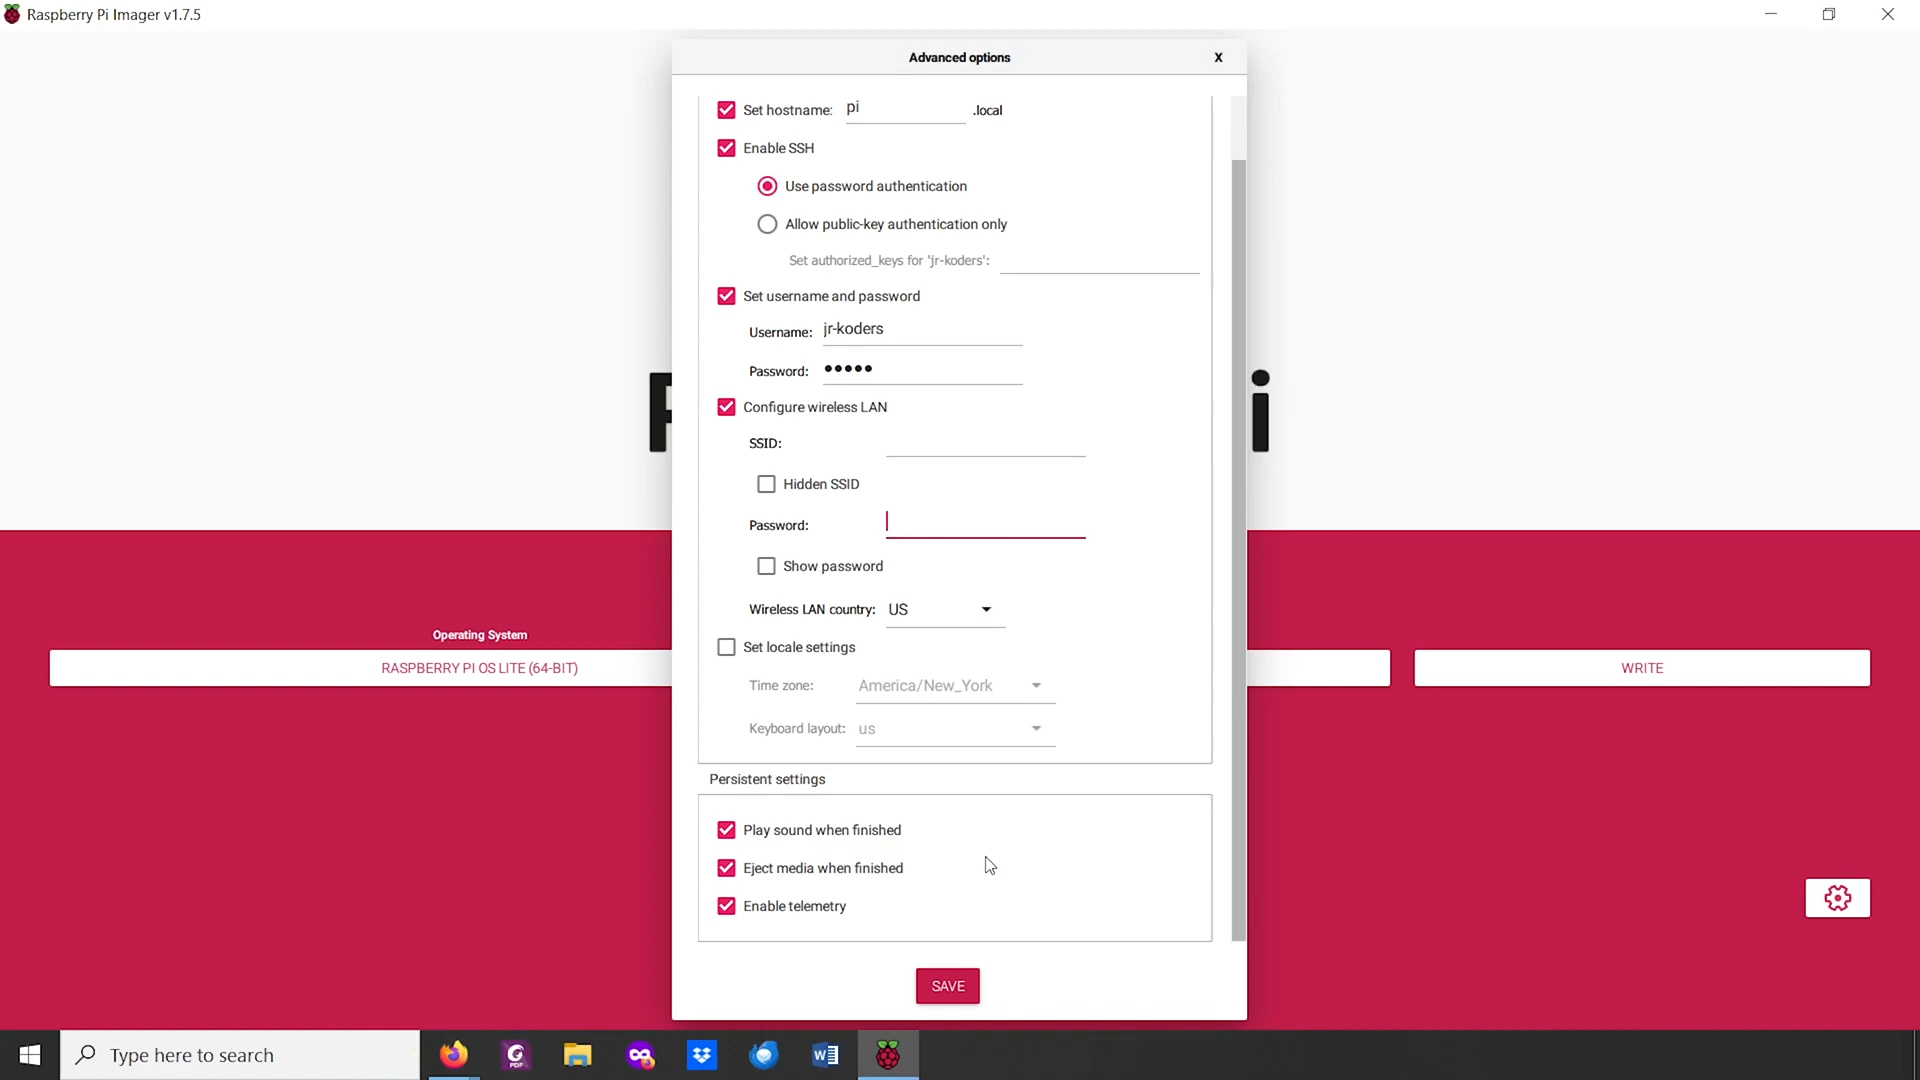 Raspberry Pi Imager v1.7.5
Advanced options
X
Set hostname: pi .local
Enable SSH
Use password authentication
Allow public-key authentication only
Set authorized_keys for 'jr-koders':
Set username and password
Username: jr-koders
Password: •••••
Configure wireless LAN
SSID:
Hidden SSID
Password:
Show password
Wireless LAN country: US
Set locale settings
Time zone: America/New_York
Keyboard layout: us
Persistent settings
Play sound when finished
Eject media when finished
Enable telemetry
SAVE
Operating System
RASPBERRY PI OS LITE (64-BIT)
WRITE
Type here to search